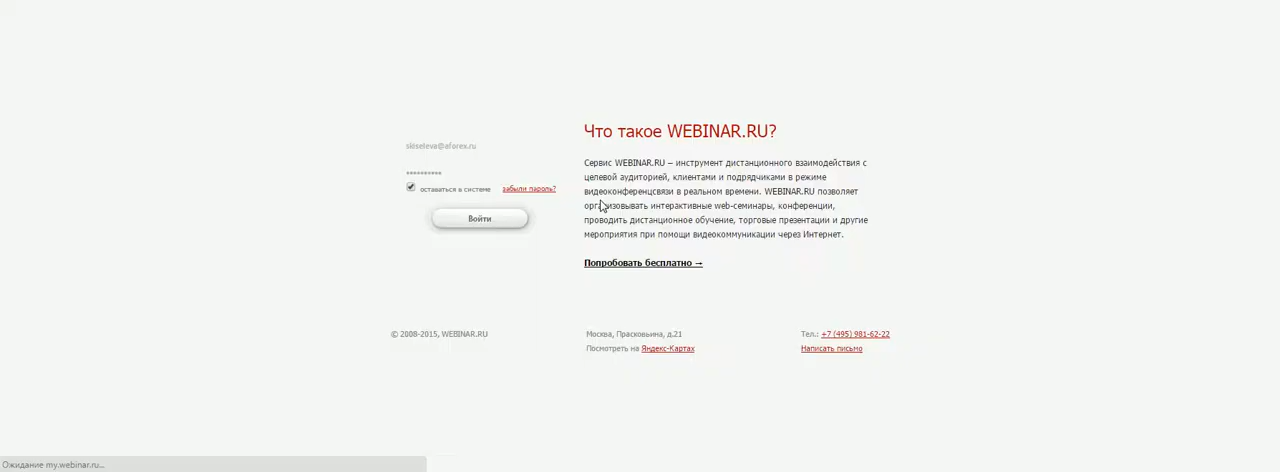 Что такое WEBINAR.RU?
skiseleva@aforex.ru
**********
оставаться в системе забыли пароль?
Войти
Сервис WEBINAR.RU – инструмент дистанционного взаимодействия с
целевой аудиторией, клиентами и подрядчиками в режиме
видеоконференцсвязи в реальном времени. WEBINAR.RU позволяет
организовывать интерактивные web-семинары, конференции,
проводить дистанционное обучение, торговые презентации и другие
мероприятия при помощи видеокоммуникации через Интернет.
Попробовать бесплатно →
© 2008-2015, WEBINAR.RU
Москва, Прасковьина, д.21
Посмотреть на Яндекс-Картах
Тел.: +7 (495) 981-62-22
Написать письмо
Ожидание my.webinar.ru...